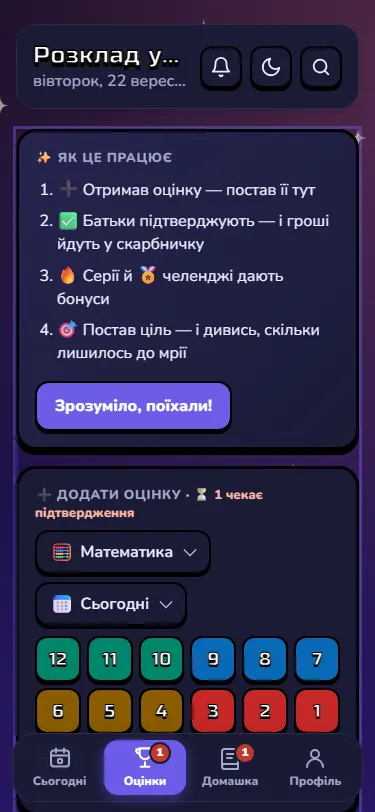 Розклад у...
вівторок, 22 верес...
✨ ЯК ЦЕ ПРАЦЮЄ
1. ➕ Отримав оцінку — постав її тут
2. ✅ Батьки підтверджують — і гроші
йдуть у скарбничку
3. 🔥 Серії й 🏅 челенджі дають
бонуси
4. 🎯 Постав ціль — і дивись, скільки
лишилось до мрії
Зрозуміло, поїхали!
➕ ДОДАТИ ОЦІНКУ · ⏳ 1 чекає
підтвердження
🧮 Математика
🗓️ Сьогодні
12 11 10 9 8 7
6 5 4 3 2 1
1 1
Сьогодні Оцінки Домашка Профіль